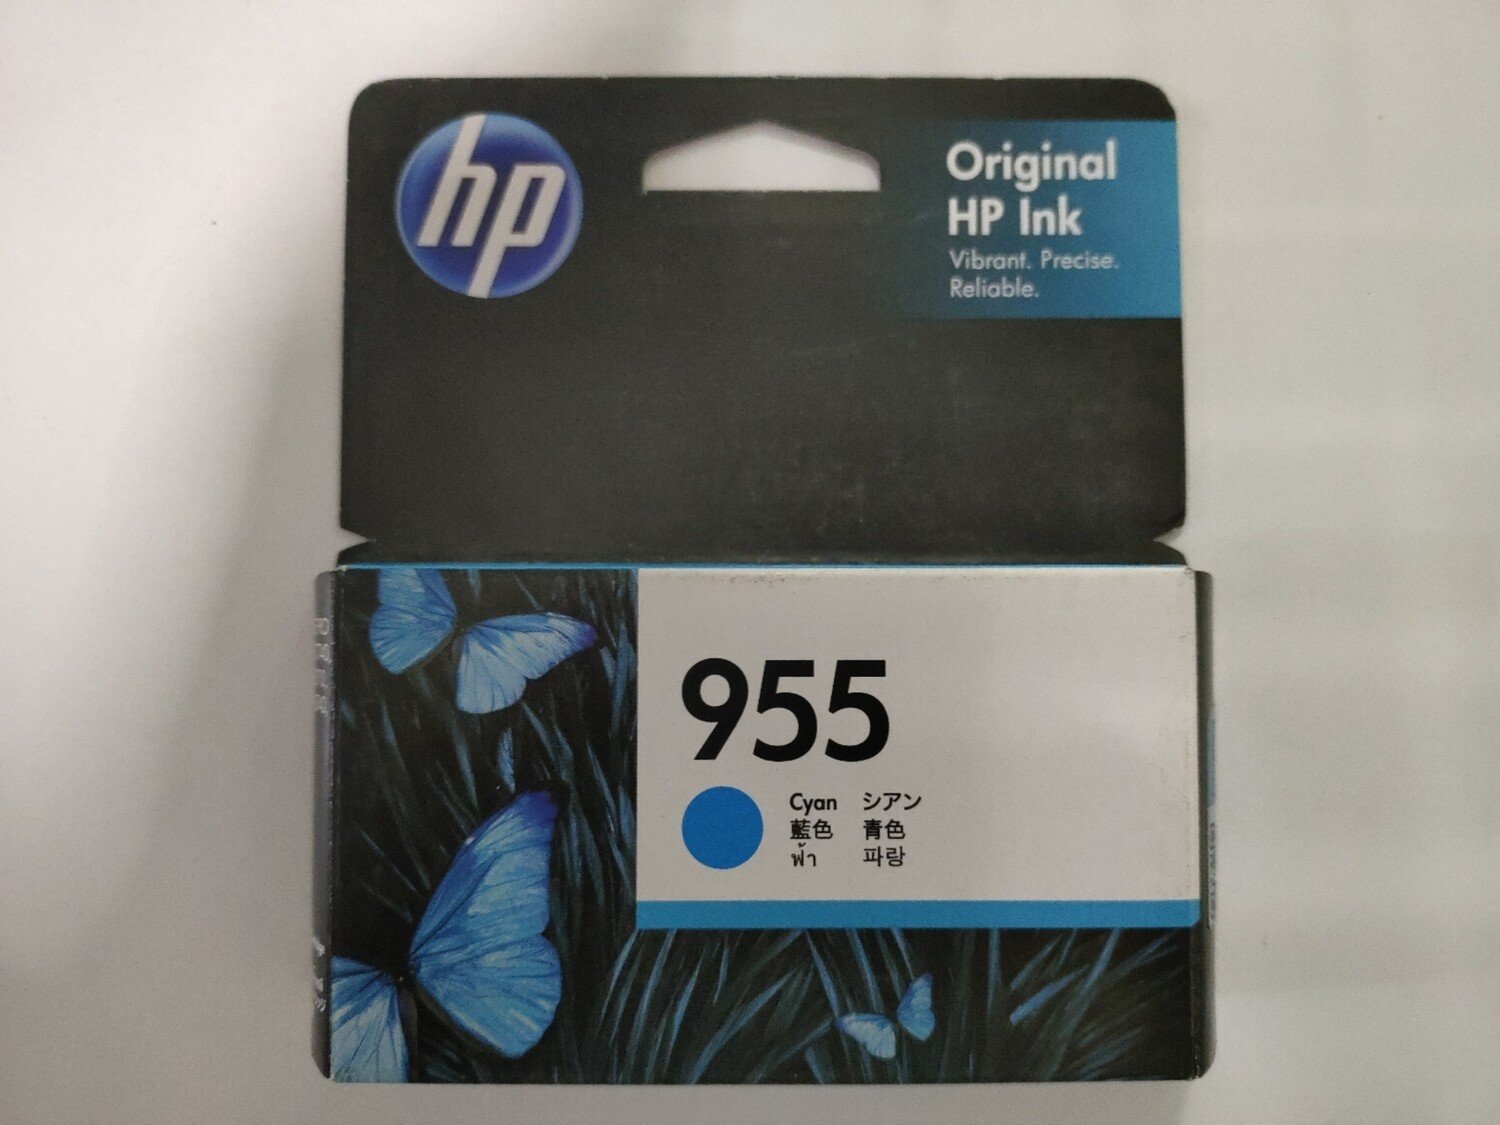 hp
Original
HP Ink
Vibrant. Precise.
Reliable.
955
Cyan シアン
藍色 青色
ฟ้า 파랑